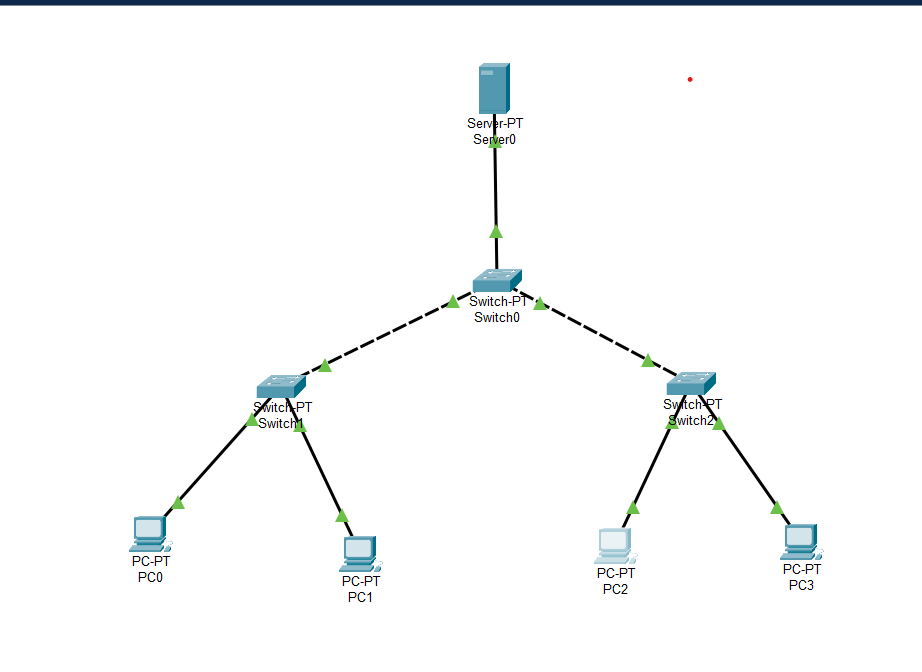 Server-PT
Server0
Switch-PT
Switch0
Switch-PT
Switch1
Switch-PT
Switch2
PC-PT
PC0
PC-PT
PC1
PC-PT
PC2
PC-PT
PC3